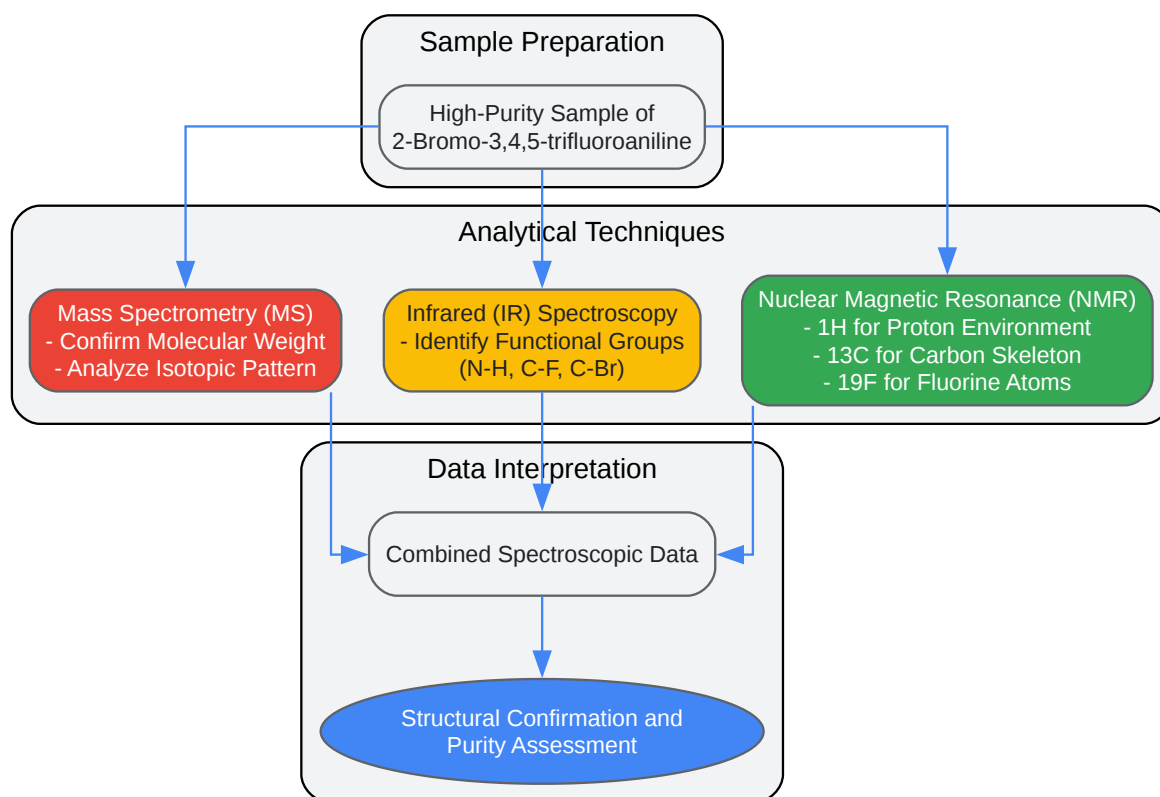 Sample Preparation
High-Purity Sample of
2-Bromo-3,4,5-trifluoroaniline
Analytical Techniques
Mass Spectrometry (MS)
- Confirm Molecular Weight
- Analyze Isotopic Pattern
Infrared (IR) Spectroscopy
- Identify Functional Groups
(N-H, C-F, C-Br)
Nuclear Magnetic Resonance (NMR)
- 1H for Proton Environment
- 13C for Carbon Skeleton
- 19F for Fluorine Atoms
Data Interpretation
Combined Spectroscopic Data
Structural Confirmation and
Purity Assessment